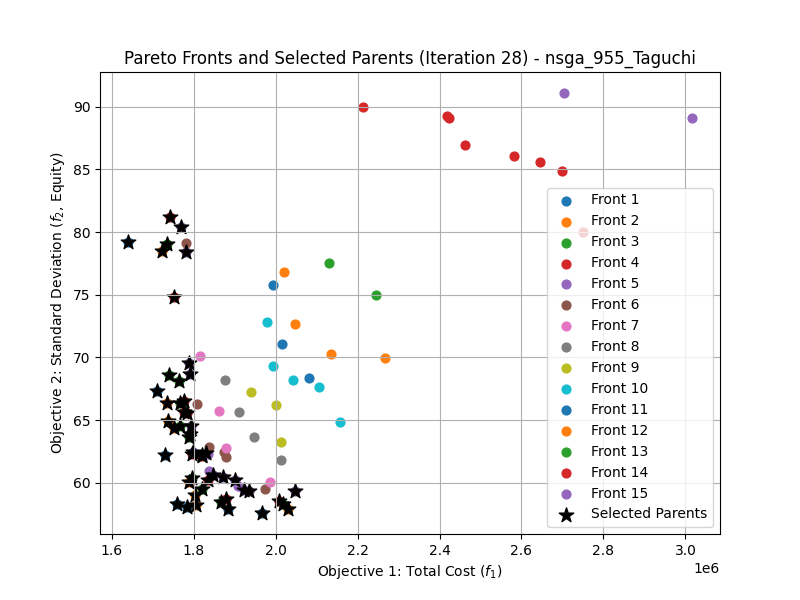 Pareto Fronts and Selected Parents (Iteration 28) - nsga_955_Taguchi
Objective 2: Standard Deviation (f₂, Equity)
90
85
80
75
70
65
60
1.6
1.8
2.0
2.2
2.4
2.6
2.8
3.0
1e6
Objective 1: Total Cost (f₁)
Front 1
Front 2
Front 3
Front 4
Front 5
Front 6
Front 7
Front 8
Front 9
Front 10
Front 11
Front 12
Front 13
Front 14
Front 15
Selected Parents